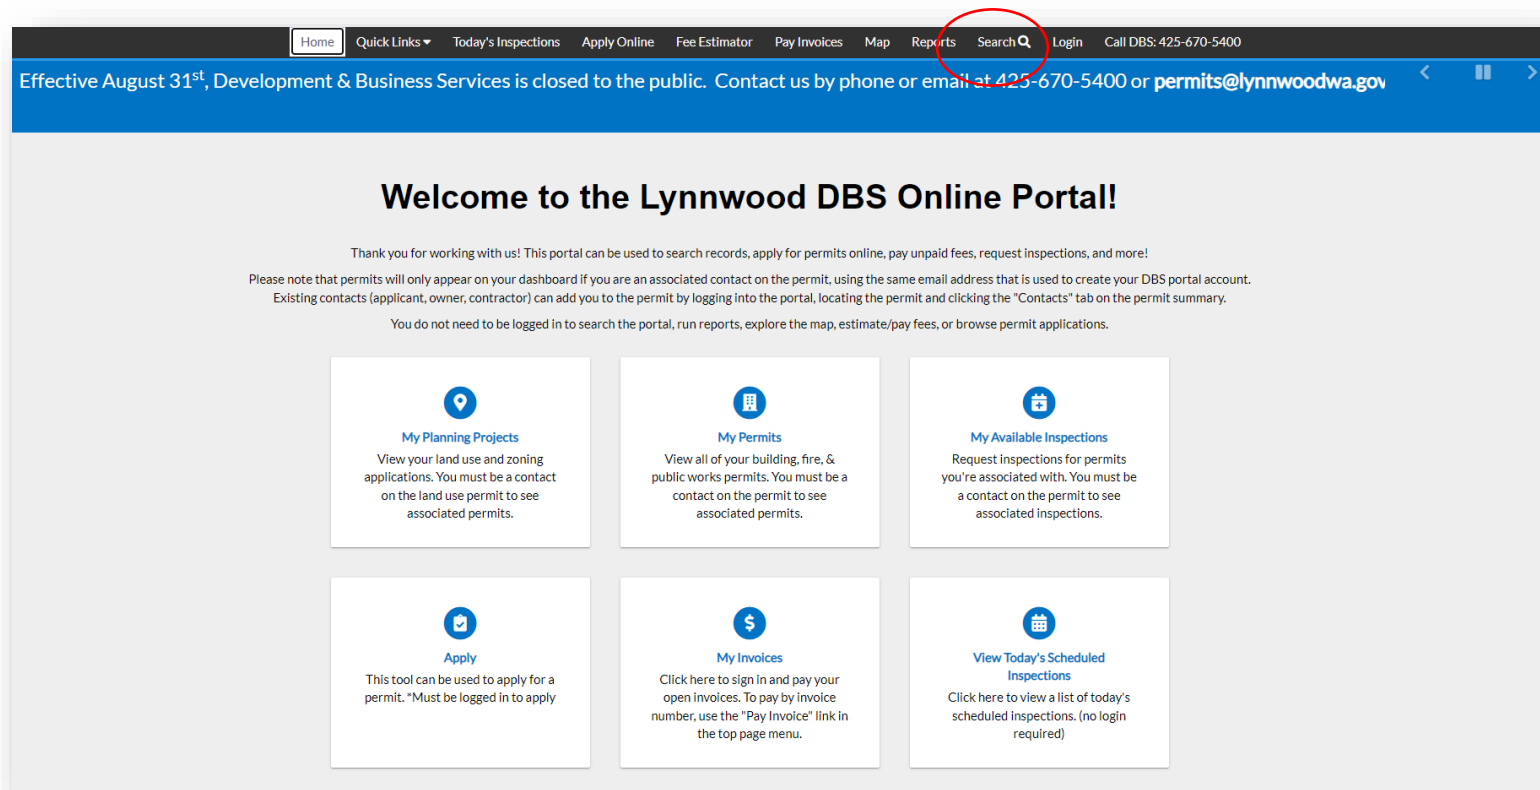 Home Quick Links Today's Inspections Apply Online Fee Estimator Pay Invoices Map Reports Search Login Call DBS: 425-670-5400
Effective August 31st, Development & Business Services is closed to the public. Contact us by phone or email at 425-670-5400 or permits@lynnwoodwa.gov
Welcome to the Lynnwood DBS Online Portal!
Thank you for working with us! This portal can be used to search records, apply for permits online, pay unpaid fees, request inspections, and more!
Please note that permits will only appear on your dashboard if you are an associated contact on the permit, using the same email address that is used to create your DBS portal account.
Existing contacts (applicant, owner, contractor) can add you to the permit by logging into the portal, locating the permit and clicking the "Contacts" tab on the permit summary.
You do not need to be logged in to search the portal, run reports, explore the map, estimate/pay fees, or browse permit applications.
My Planning Projects
View your land use and zoning
applications. You must be a contact
on the land use permit to see
associated permits.
My Permits
View all of your building, fire, &
public works permits. You must be a
contact on the permit to see
associated permits.
My Available Inspections
Request inspections for permits
you're associated with. You must be
a contact on the permit to see
associated inspections.
Apply
This tool can be used to apply for a
permit. *Must be logged in to apply
My Invoices
Click here to sign in and pay your
open invoices. To pay by invoice
number, use the "Pay Invoice" link in
the top page menu.
View Today's Scheduled
Inspections
Click here to view a list of today's
scheduled inspections. (no login
required)